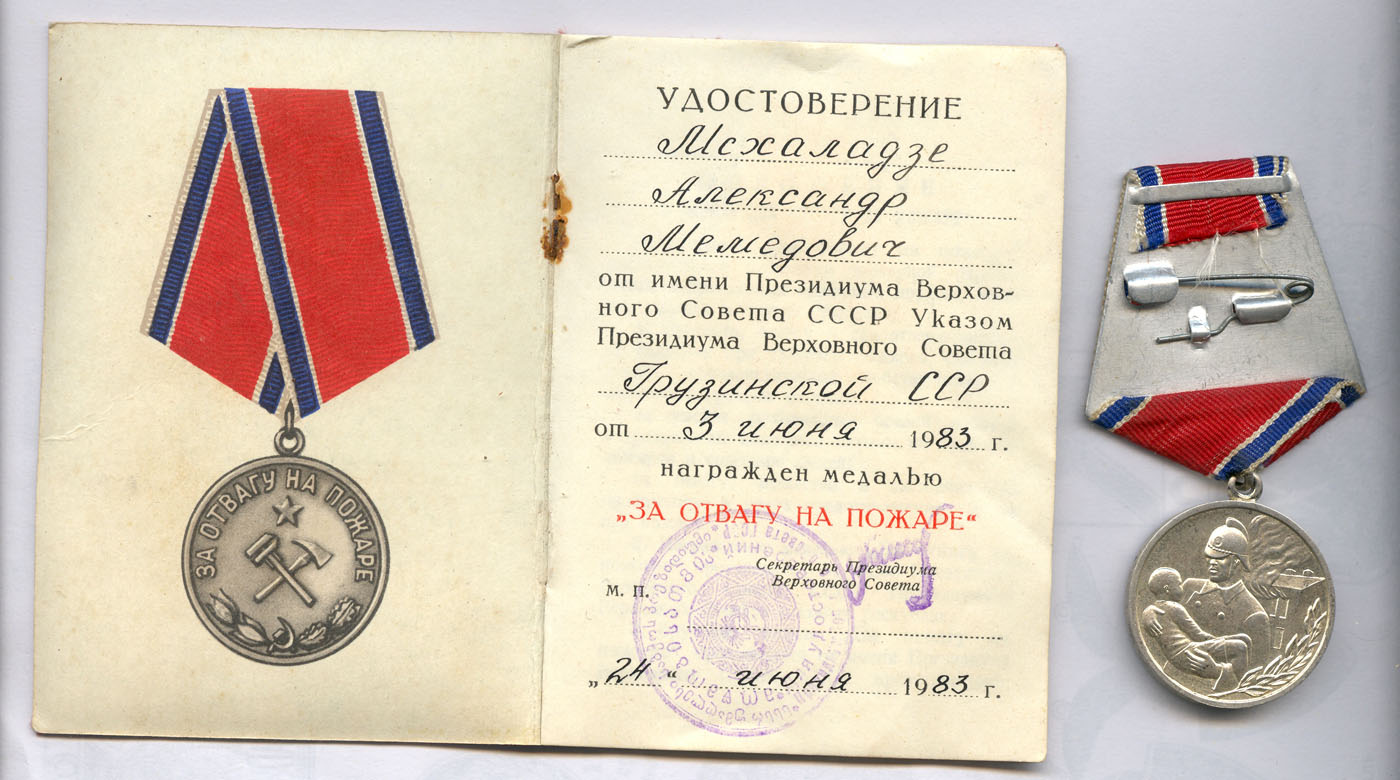 ЗА ОТВАГУ НА ПОЖАРЕ
УДОСТОВЕРЕНИЕ
Мсхаладзе
Александр
Мемедович
от имени Президиума Верхов-
ного Совета СССР Указом
Президиума Верховного Совета
Грузинской ССР
от 3 июня 1983 г.
награжден медалью
„ЗА ОТВАГУ НА ПОЖАРЕ“
Секретарь Президиума
Верховного Совета
М. П.
„24“ июня 1983 г.